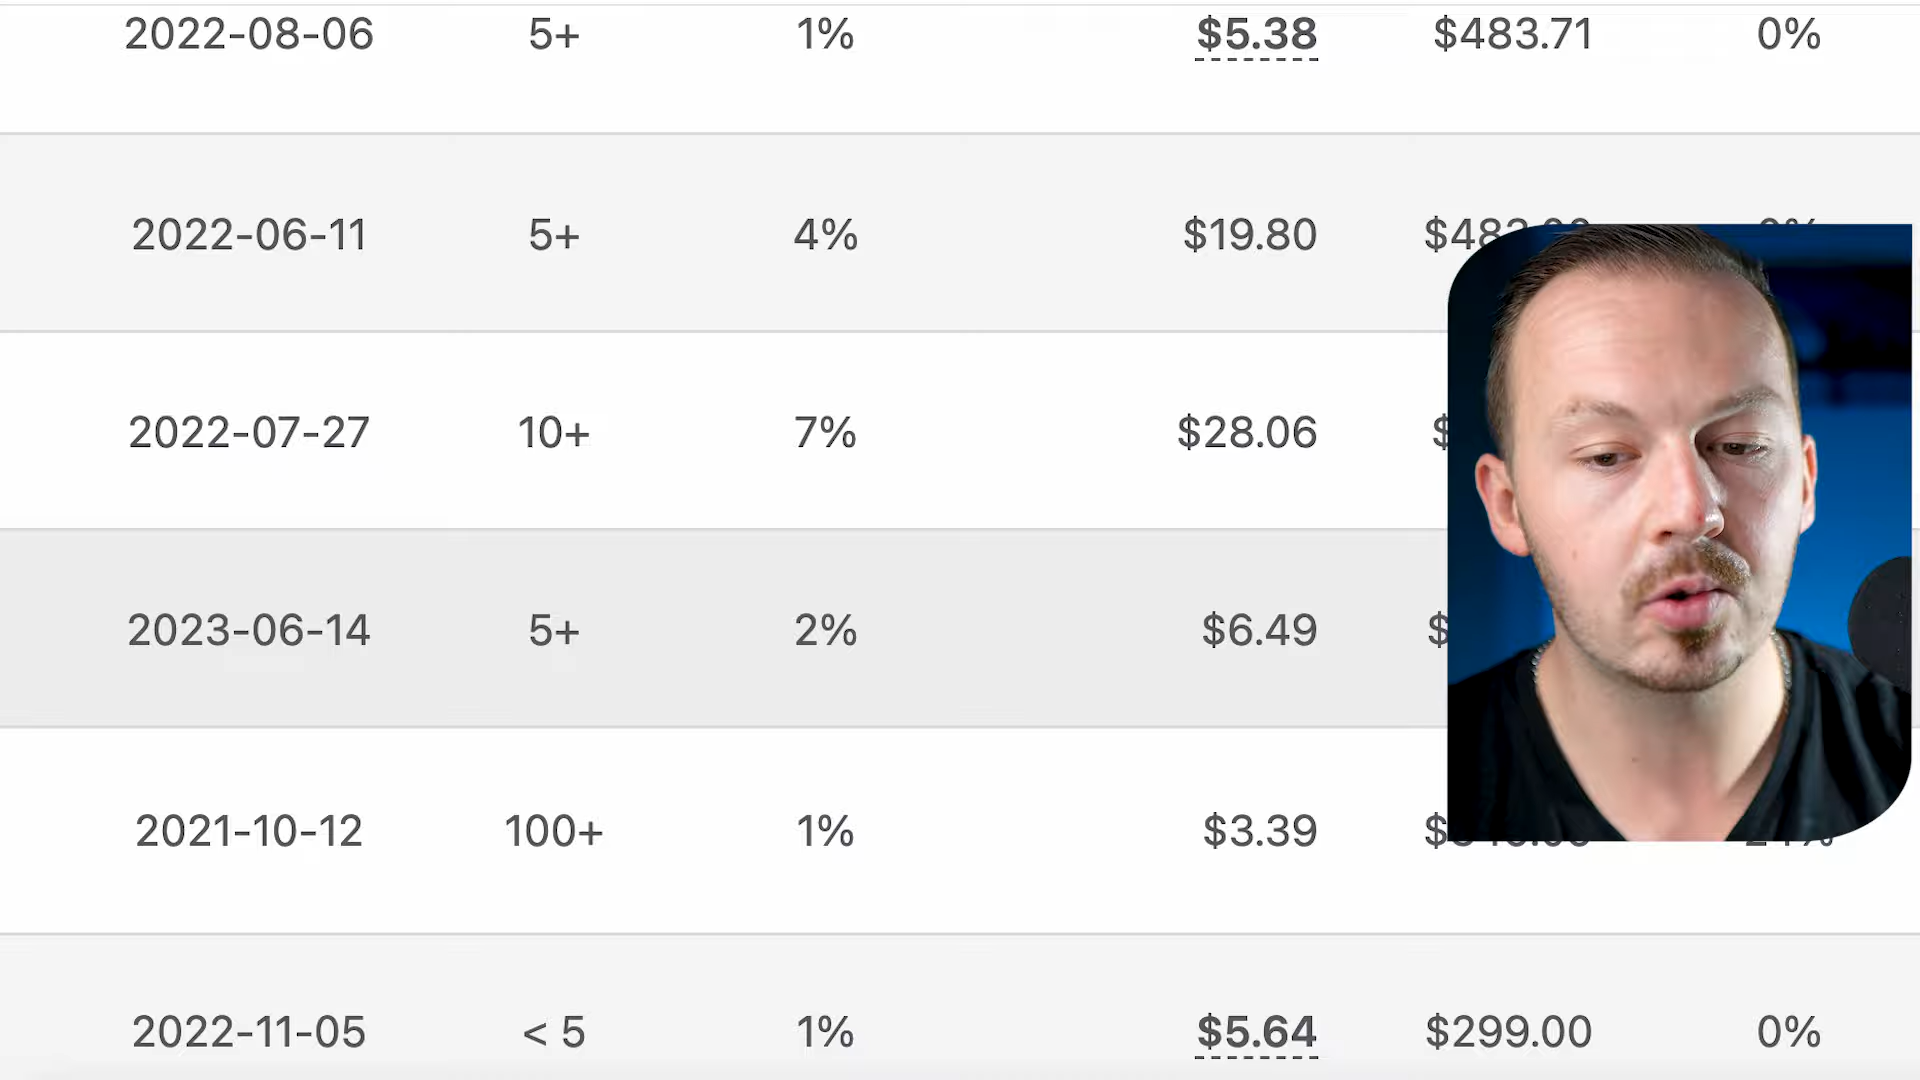 2022-08-06 5+ 1% $5.38 $483.71 0%
2022-06-11 5+ 4% $19.80
2022-07-27 10+ 7% $28.06
2023-06-14 5+ 2% $6.49
2021-10-12 100+ 1% $3.39
2022-11-05 < 5 1% $5.64 $299.00 0%